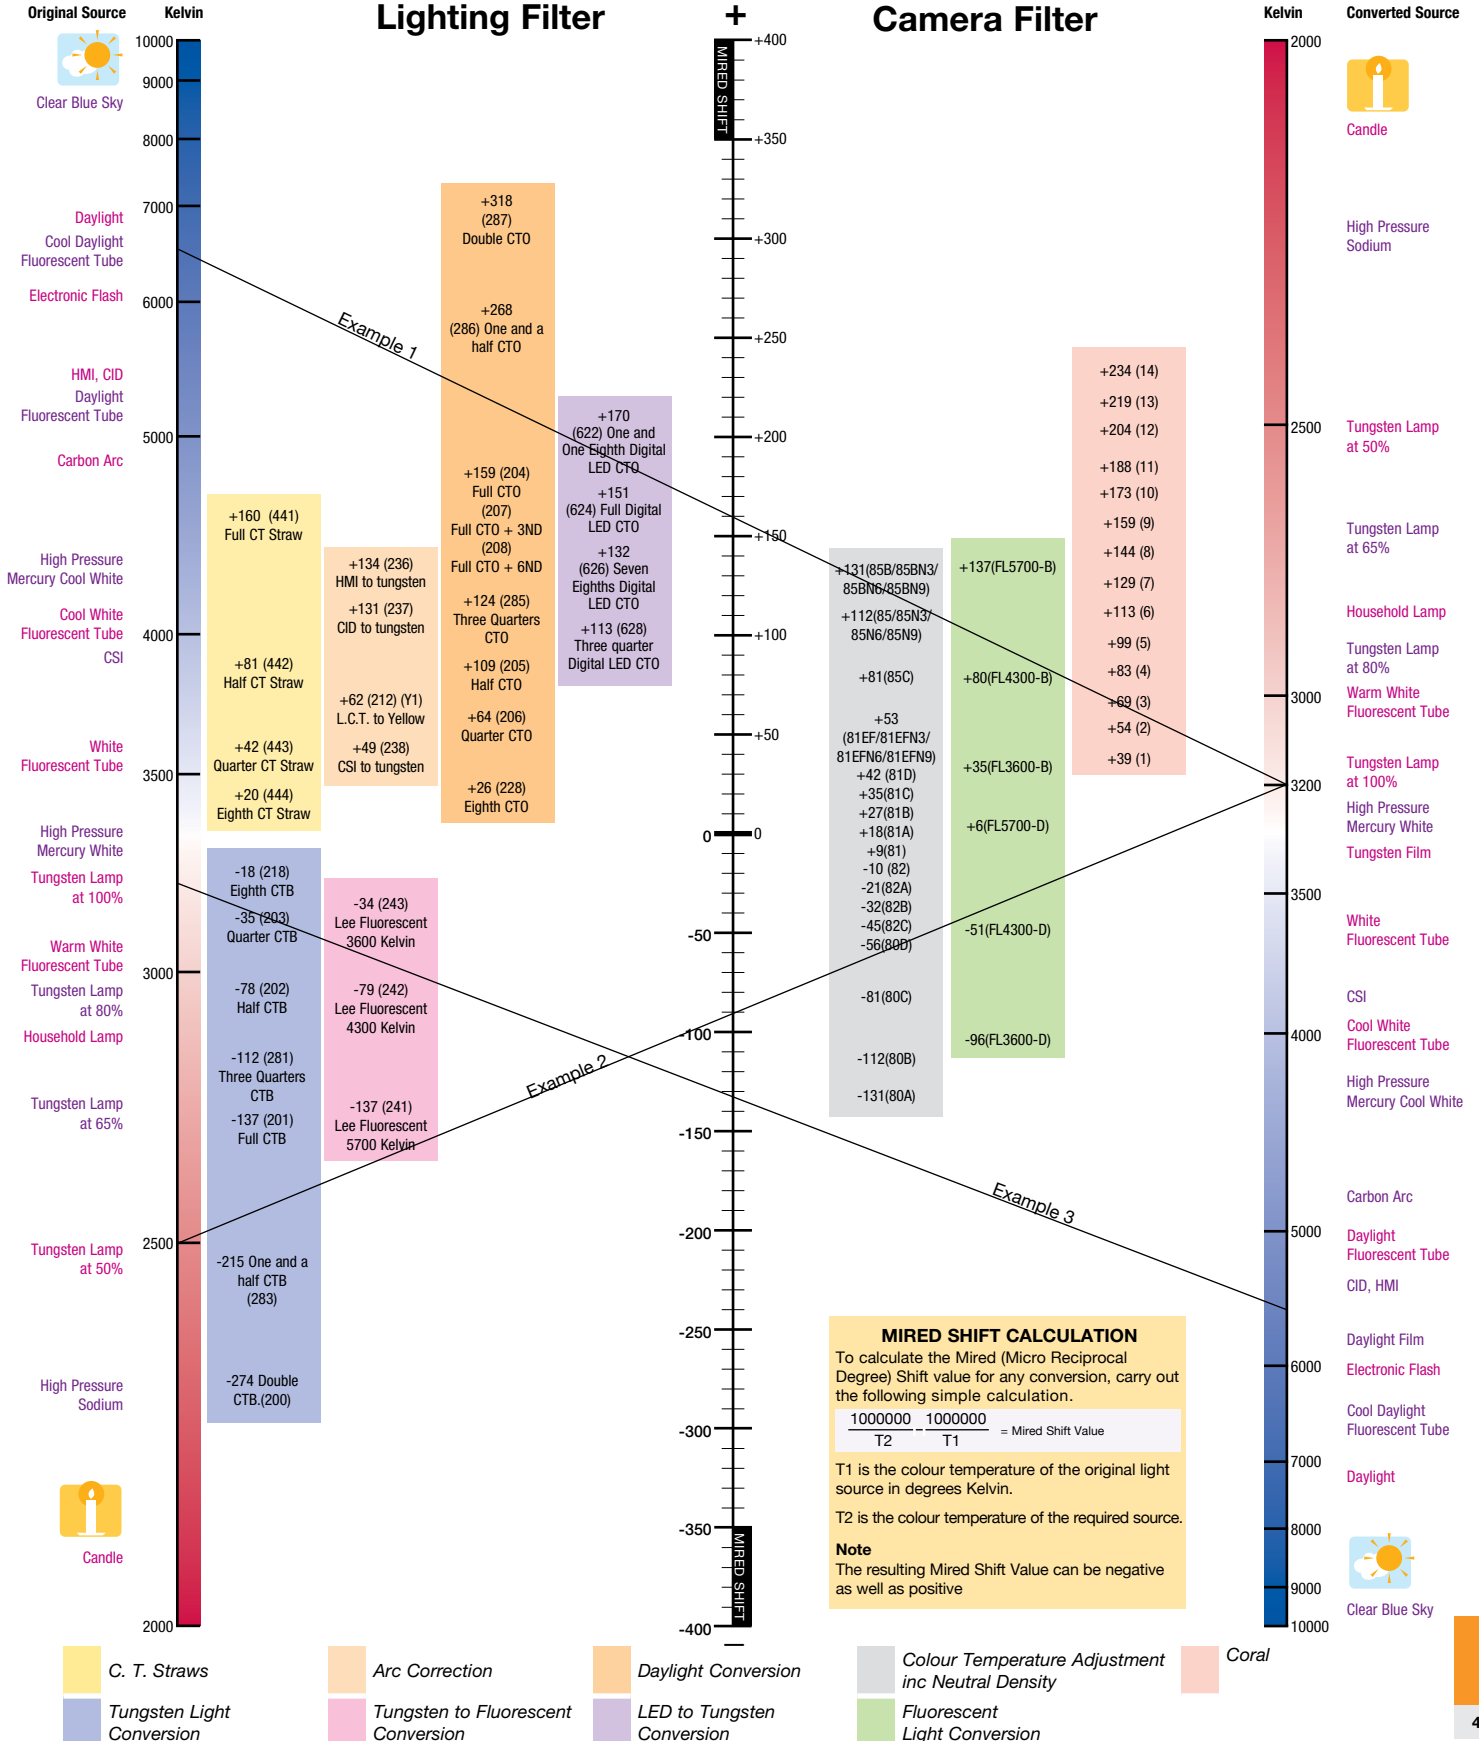 Original Source
Kelvin
Lighting Filter
+
Camera Filter
Kelvin
Converted Source
10000
9000
8000
7000
6000
5000
4000
3500
3000
2500
2000
Clear Blue Sky
Daylight
Cool Daylight
Fluorescent Tube
Electronic Flash
HMI, CID
Daylight
Fluorescent Tube
Carbon Arc
High Pressure
Mercury Cool White
Cool White
Fluorescent Tube
CSI
White
Fluorescent Tube
High Pressure
Mercury White
Tungsten Lamp
at 100%
Warm White
Fluorescent Tube
Tungsten Lamp
at 80%
Household Lamp
Tungsten Lamp
at 65%
Tungsten Lamp
at 50%
High Pressure
Sodium
Candle
+160 (441)
Full CT Straw
+81 (442)
Half CT Straw
+42 (443)
Quarter CT Straw
+20 (444)
Eighth CT Straw
-18 (218)
Eighth CTB
-35 (203)
Quarter CTB
-78 (202)
Half CTB
-112 (281)
Three Quarters
CTB
-137 (201)
Full CTB
-215 One and a
half CTB
(283)
-274 Double
CTB.(200)
+134 (236)
HMI to tungsten
+131 (237)
CID to tungsten
+62 (212) (Y1)
L.C.T. to Yellow
+49 (238)
CSI to tungsten
-34 (243)
Lee Fluorescent
3600 Kelvin
-79 (242)
Lee Fluorescent
4300 Kelvin
-137 (241)
Lee Fluorescent
5700 Kelvin
+318
(287)
Double CTO
+268
(286) One and a
half CTO
+159 (204)
Full CTO
(207)
Full CTO + 3ND
(208)
Full CTO + 6ND
+124 (285)
Three Quarters
CTO
+109 (205)
Half CTO
+64 (206)
Quarter CTO
+26 (228)
Eighth CTO
+170
(622) One and
One Eighth Digital
LED CTO
+151
(624) Full Digital
LED CTO
+132
(626) Seven
Eighths Digital
LED CTO
+113 (628)
Three quarter
Digital LED CTO
Example 1
Example 2
Example 3
MIRED SHIFT
+400
+350
+300
+250
+200
+150
+100
+50
0
0
-50
-100
-150
-200
-250
-300
-350
-400
MIRED SHIFT
—
+131(85B/85BN3/
85BN6/85BN9)
+112(85/85N3/
85N6/85N9)
+81(85C)
+53
(81EF/81EFN3/
81EFN6/81EFN9)
+42 (81D)
+35(81C)
+27(81B)
+18(81A)
+9(81)
-10 (82)
-21(82A)
-32(82B)
-45(82C)
-56(80D)
-81(80C)
-112(80B)
-131(80A)
+137(FL5700-B)
+80(FL4300-B)
+35(FL3600-B)
+6(FL5700-D)
-51(FL4300-D)
-96(FL3600-D)
+234 (14)
+219 (13)
+204 (12)
+188 (11)
+173 (10)
+159 (9)
+144 (8)
+129 (7)
+113 (6)
+99 (5)
+83 (4)
+69 (3)
+54 (2)
+39 (1)
2000
2500
3000
3200
3500
4000
5000
6000
7000
8000
9000
10000
Candle
High Pressure
Sodium
Tungsten Lamp
at 50%
Tungsten Lamp
at 65%
Household Lamp
Tungsten Lamp
at 80%
Warm White
Fluorescent Tube
Tungsten Lamp
at 100%
High Pressure
Mercury White
Tungsten Film
White
Fluorescent Tube
CSI
Cool White
Fluorescent Tube
High Pressure
Mercury Cool White
Carbon Arc
Daylight
Fluorescent Tube
CID, HMI
Daylight Film
Electronic Flash
Cool Daylight
Fluorescent Tube
Daylight
Clear Blue Sky
MIRED SHIFT CALCULATION
To calculate the Mired (Micro Reciprocal
Degree) Shift value for any conversion, carry out
the following simple calculation.
1000000 - 1000000 = Mired Shift Value
T2 T1
T1 is the colour temperature of the original light
source in degrees Kelvin.
T2 is the colour temperature of the required source.
Note
The resulting Mired Shift Value can be negative
as well as positive
C. T. Straws
Arc Correction
Daylight Conversion
Colour Temperature Adjustment
inc Neutral Density
Coral
Tungsten Light
Conversion
Tungsten to Fluorescent
Conversion
LED to Tungsten
Conversion
Fluorescent
Light Conversion
4